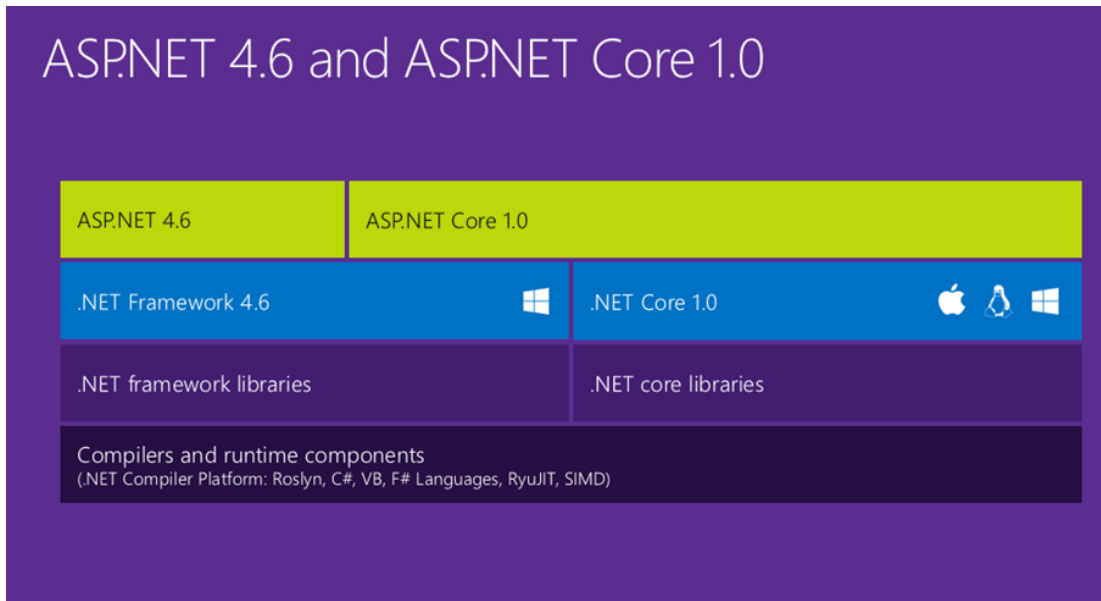 ASP.NET 4.6 and ASP.NET Core 1.0
ASP.NET 4.6
ASP.NET Core 1.0
.NET Framework 4.6
.NET Core 1.0
.NET framework libraries
.NET core libraries
Compilers and runtime components
(.NET Compiler Platform: Roslyn, C#, VB, F# Languages, RyuJIT, SIMD)